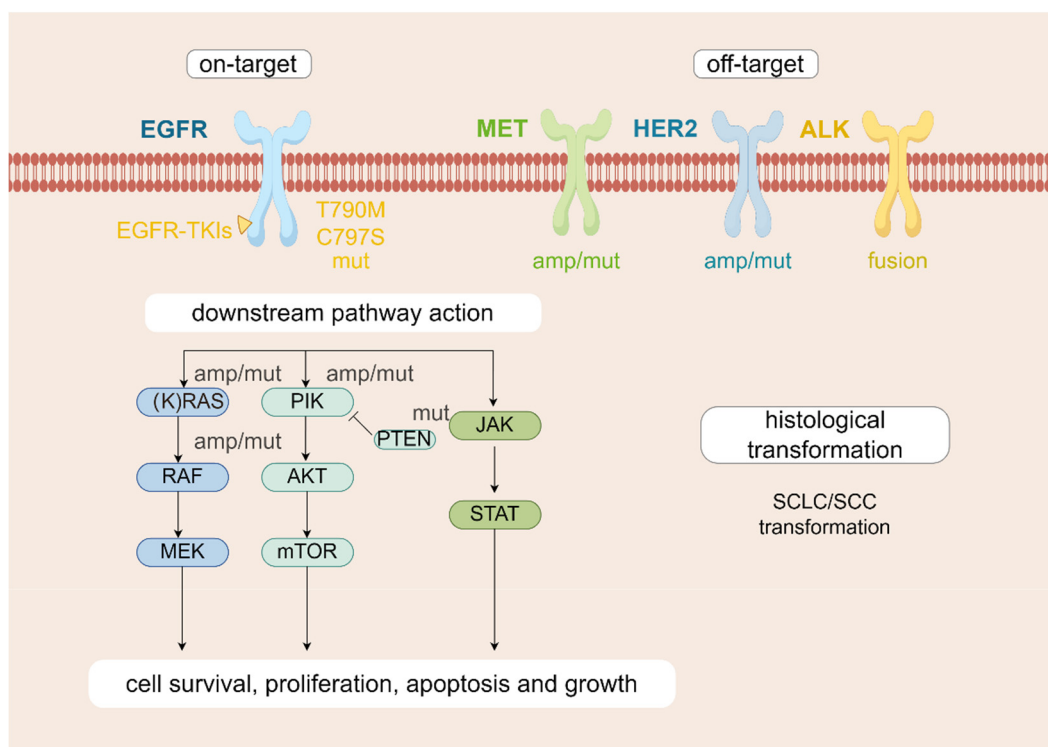 on-target
off-target
EGFR
MET
HER2
ALK
EGFR-TKIs
T790M
C797S
mut
amp/mut
amp/mut
fusion
downstream pathway action
amp/mut
amp/mut
(K)RAS
PIK
mut
JAK
PTEN
amp/mut
RAF
AKT
STAT
MEK
mTOR
histological
transformation
SCLC/SCC
transformation
cell survival, proliferation, apoptosis and growth